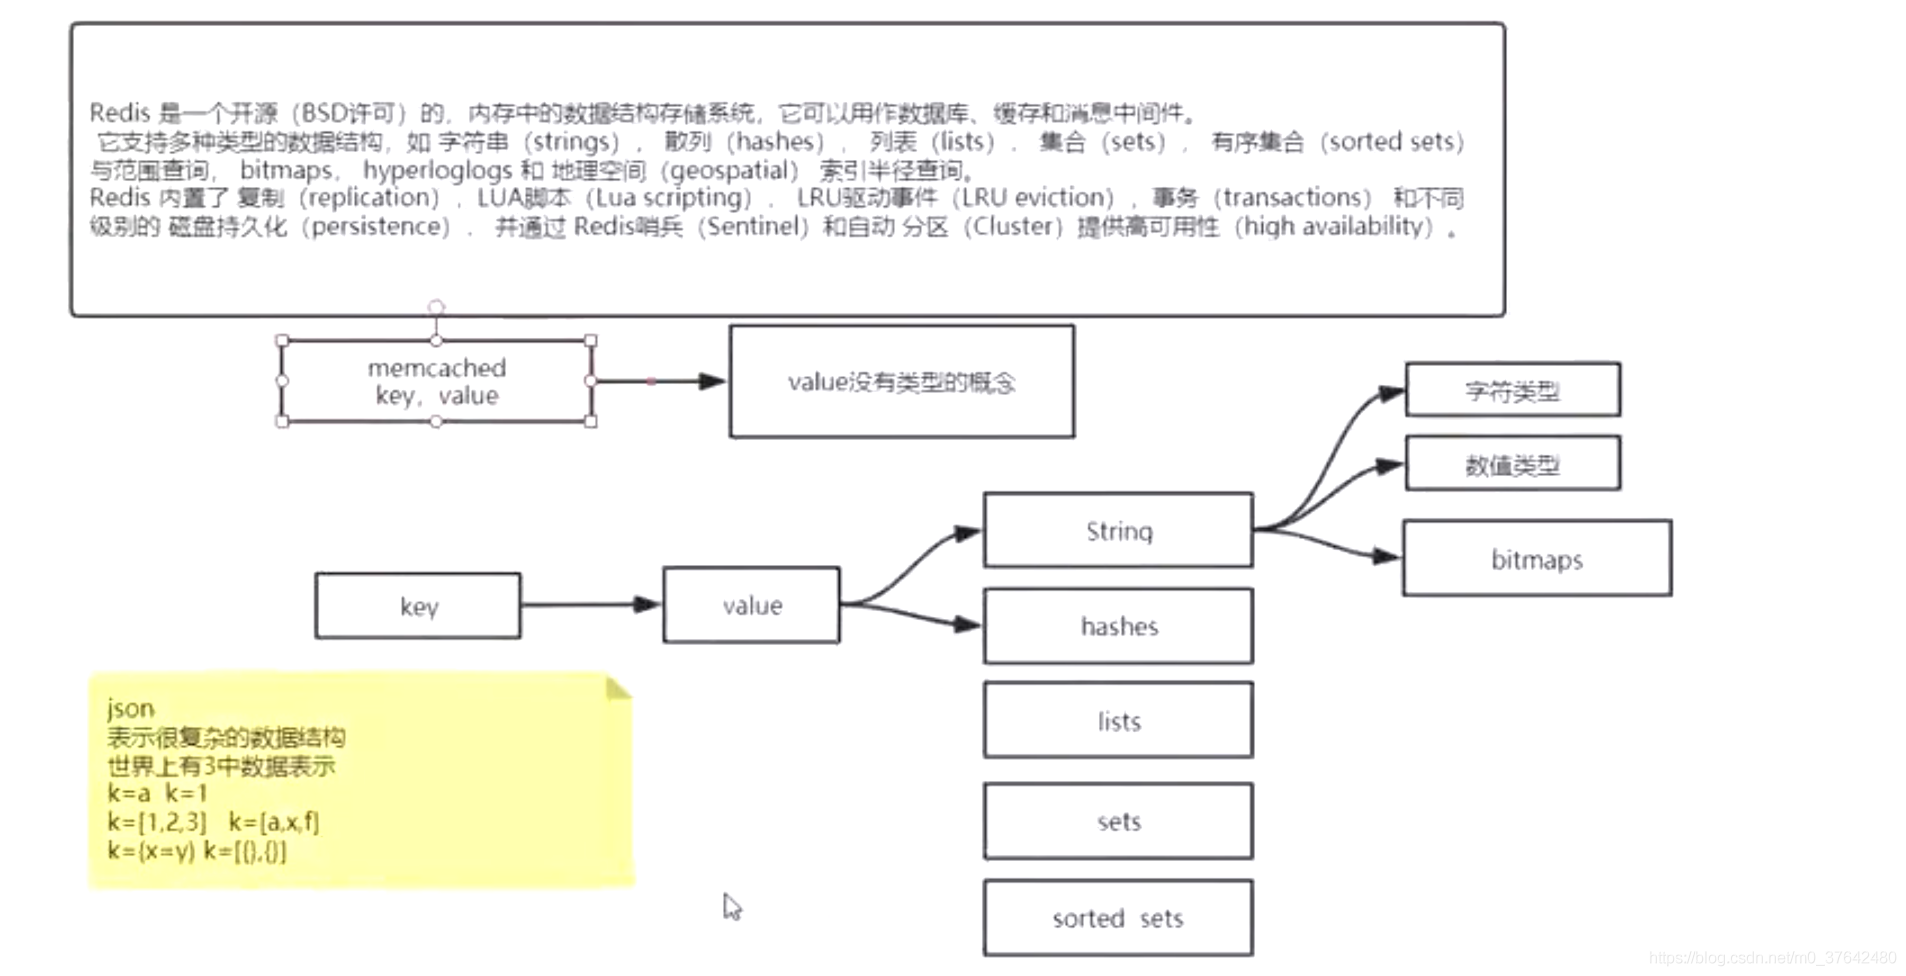 Redis 是一个开源（BSD许可）的，内存中的数据结构存储系统，它可以用作数据库、缓存和消息中间件。
它支持多种类型的数据结构，如 字符串（strings）， 散列（hashes）， 列表（lists）， 集合（sets）， 有序集合（sorted sets）
与范围查询， bitmaps， hyperloglogs 和 地理空间（geospatial） 索引半径查询。
Redis 内置了 复制（replication），LUA脚本（Lua scripting）， LRU驱动事件（LRU eviction），事务（transactions） 和不同
级别的 磁盘持久化（persistence）， 并通过 Redis哨兵（Sentinel）和自动 分区（Cluster）提供高可用性（high availability）。
memcached
key，value
value没有类型的概念
字符类型
数值类型
String
bitmaps
key
value
hashes
lists
sets
sorted sets
json
表示很复杂的数据结构
世界上有3中数据表示
k=a k=1
k=[1,2,3] k=[a,x,f]
k={x=y} k=[{},{}]
https://blog.csdn.net/m0_37642480